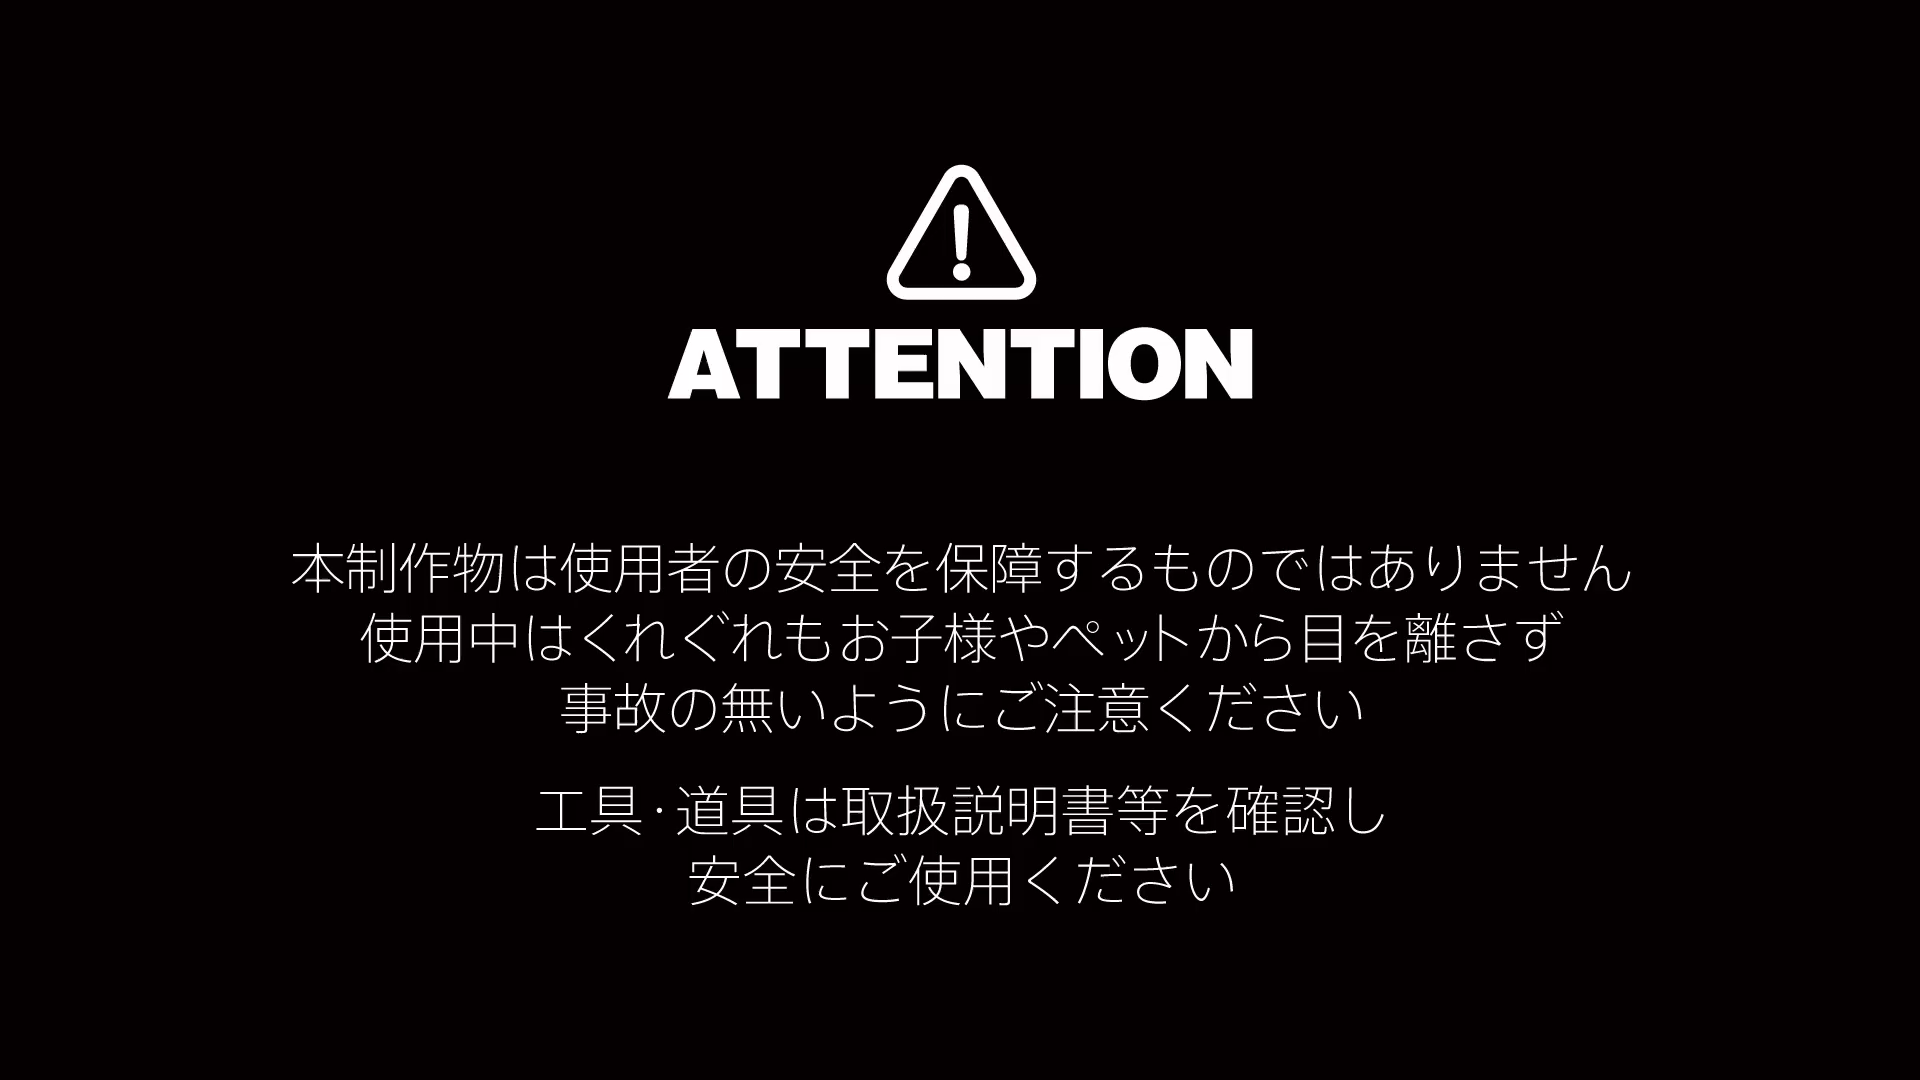 ATTENTION
本制作物は使用者の安全を保障するものではありません
使用中はくれぐれもお子様やペットから目を離さず
事故の無いようにご注意ください
工具·道具は取扱説明書等を確認し
安全にご使用ください